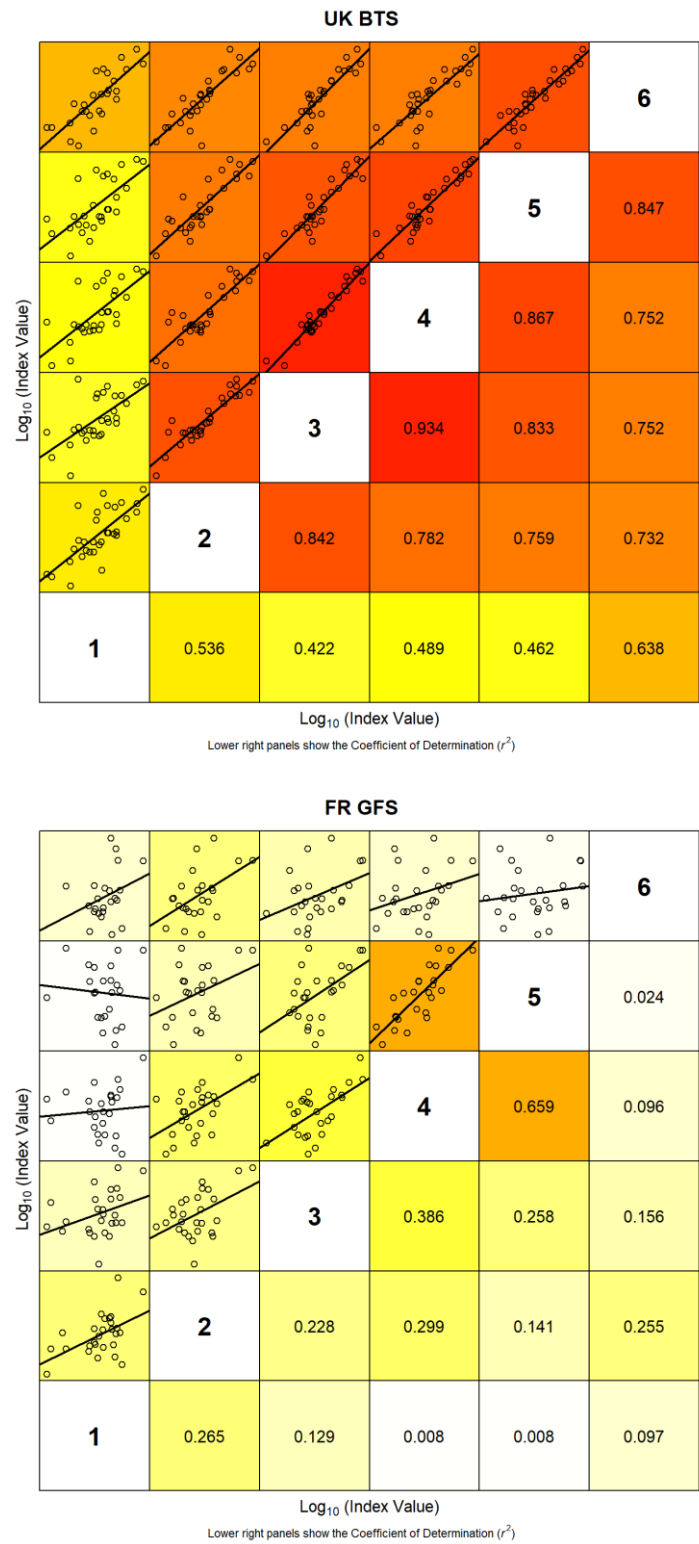 UK BTS
6
5 0.847
4 0.867 0.752
3 0.934 0.833 0.752
2 0.842 0.782 0.759 0.732
1 0.536 0.422 0.489 0.462 0.638
Log₁₀ (Index Value)
Log₁₀ (Index Value)
Lower right panels show the Coefficient of Determination (r²)
FR GFS
6
5 0.024
4 0.659 0.096
3 0.386 0.258 0.156
2 0.228 0.299 0.141 0.255
1 0.265 0.129 0.008 0.008 0.097
Log₁₀ (Index Value)
Log₁₀ (Index Value)
Lower right panels show the Coefficient of Determination (r²)